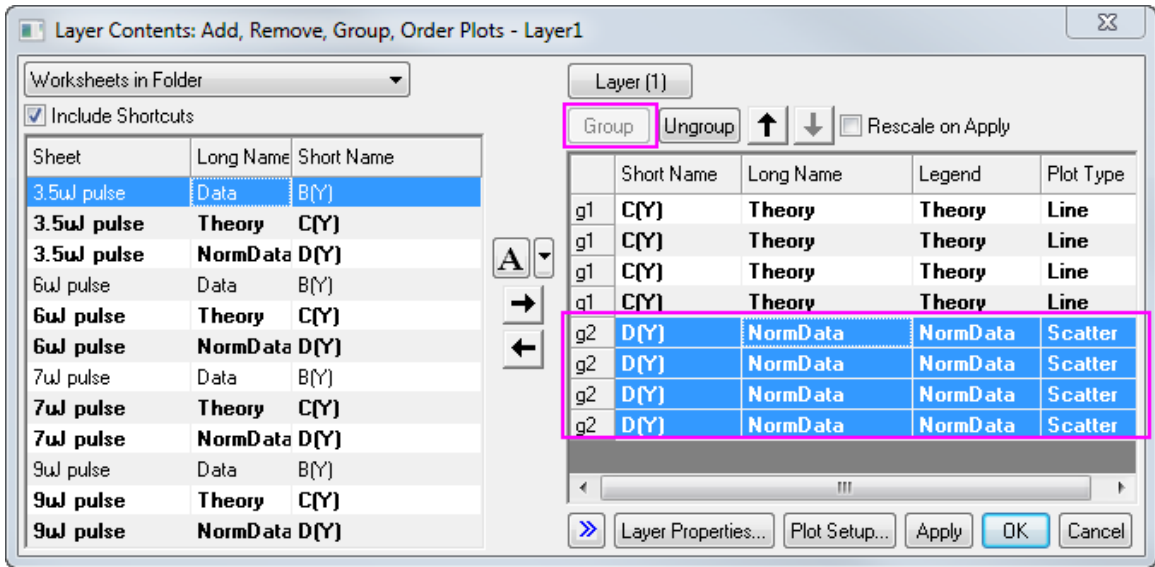 Layer Contents: Add, Remove, Group, Order Plots - Layer1
Worksheets in Folder
Include Shortcuts
Sheet Long Name Short Name
3.5uJ pulse Data B(Y)
3.5uJ pulse Theory C(Y)
3.5uJ pulse NormData D(Y)
6uJ pulse Data B(Y)
6uJ pulse Theory C(Y)
6uJ pulse NormData D(Y)
7uJ pulse Data B(Y)
7uJ pulse Theory C(Y)
7uJ pulse NormData D(Y)
9uJ pulse Data B(Y)
9uJ pulse Theory C(Y)
9uJ pulse NormData D(Y)
A
Layer (1)
Group Ungroup Rescale on Apply
Short Name Long Name Legend Plot Type
g1 C(Y) Theory Theory Line
g1 C(Y) Theory Theory Line
g1 C(Y) Theory Theory Line
g1 C(Y) Theory Theory Line
g2 D(Y) NormData NormData Scatter
g2 D(Y) NormData NormData Scatter
g2 D(Y) NormData NormData Scatter
g2 D(Y) NormData NormData Scatter
Layer Properties... Plot Setup... Apply OK Cancel